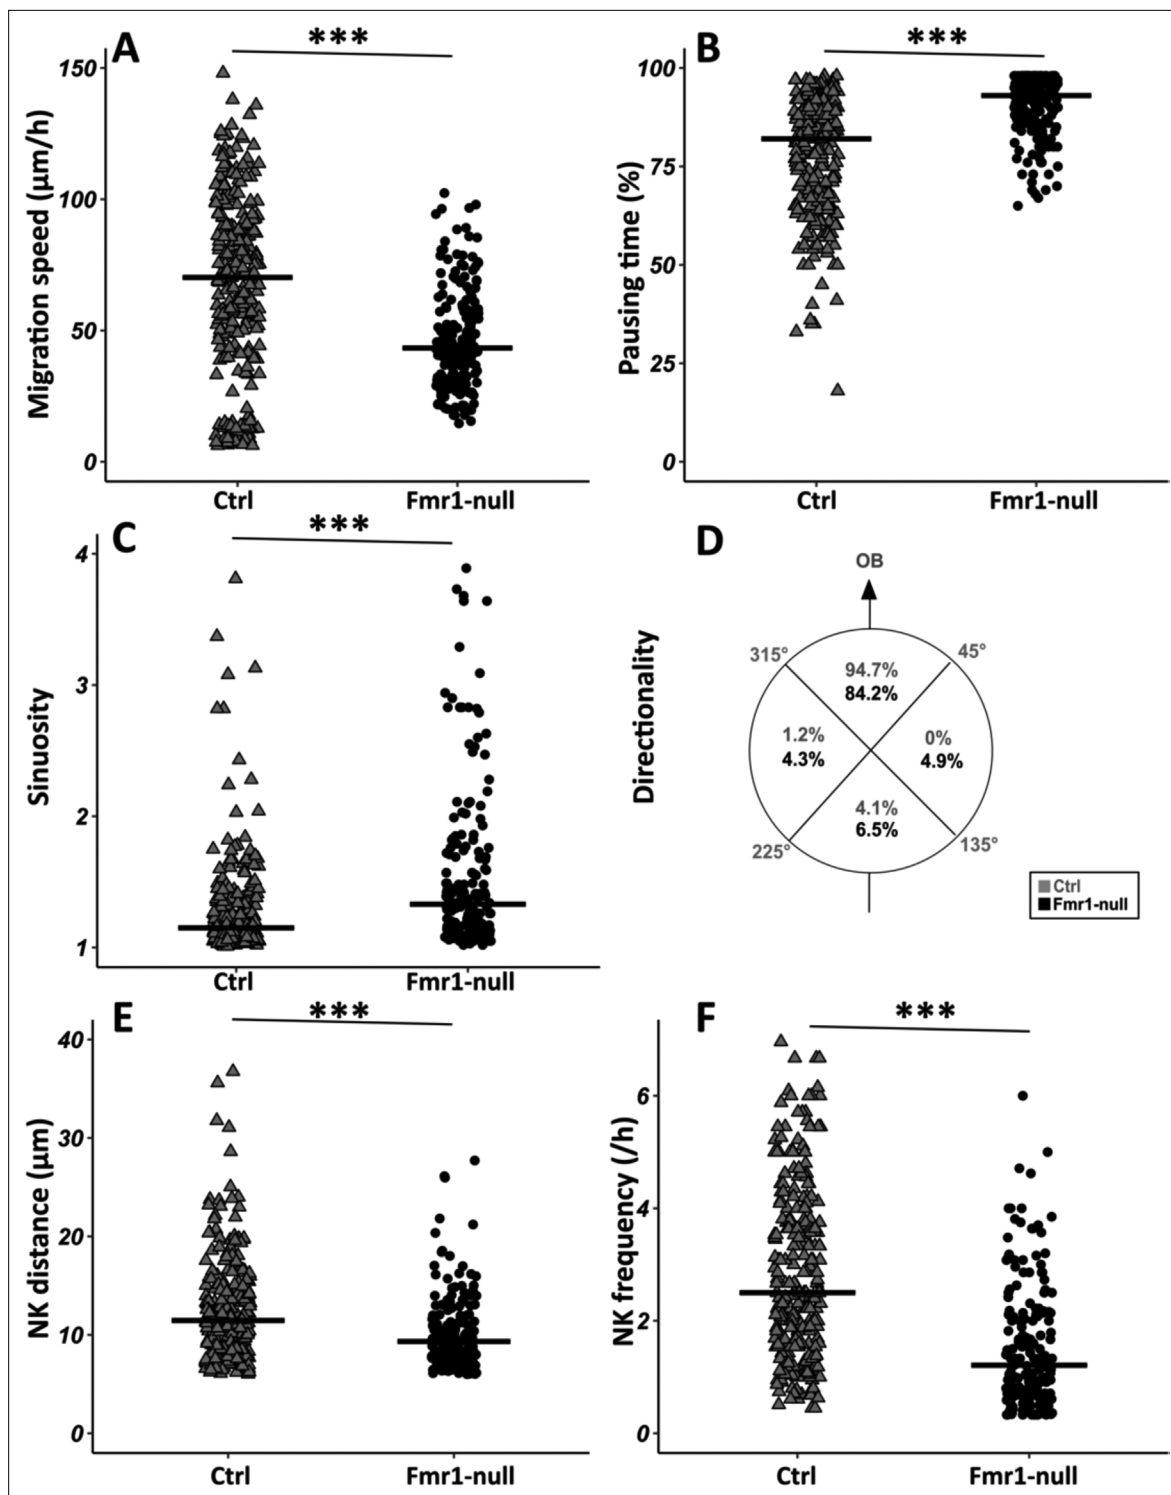 A
***
Migration speed (µm/h)
150
100
50
0
Ctrl
Fmr1-null
B
***
Pausing time (%)
100
75
50
25
0
Ctrl
Fmr1-null
C
***
Sinuosity
4
3
2
1
Ctrl
Fmr1-null
D
Directionality
OB
315°
45°
94.7%
84.2%
1.2%
4.3%
0%
4.9%
4.1%
6.5%
225°
135°
Ctrl
Fmr1-null
E
***
NK distance (µm)
40
30
20
10
0
Ctrl
Fmr1-null
F
***
NK frequency (/h)
6
4
2
0
Ctrl
Fmr1-null